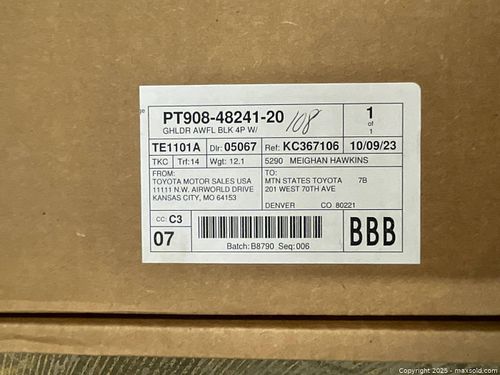 PT908-48241-20 108
GHLDR AWFL BLK 4P W/
1
of
1
TE1101A Dlr: 05067 Ref: KC367106 10/09/23
TKC Trf:14 Wgt: 12.1 5290 MEIGHAN HAWKINS
FROM:
TOYOTA MOTOR SALES USA
11111 N.W. AIRWORLD DRIVE
KANSAS CITY, MO 64153
TO:
MTN STATES TOYOTA 7B
201 WEST 70TH AVE
DENVER CO 80221
CC: C3
07
Batch: B8790 Seq: 006
BBB
Copyright 2025 - maxsold.com